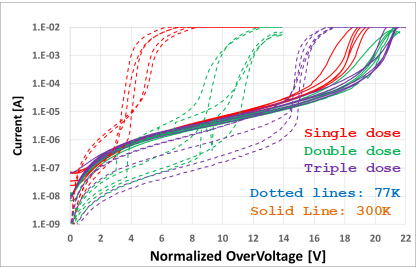 1.E-02
1.E-03
1.E-04
1.E-05
1.E-06
1.E-07
1.E-08
1.E-09
Current [A]
Single dose
Double dose
Triple dose
Dotted lines: 77K
Solid Line: 300K
0 2 4 6 8 10 12 14 16 18 20 22
Normalized OverVoltage [V]